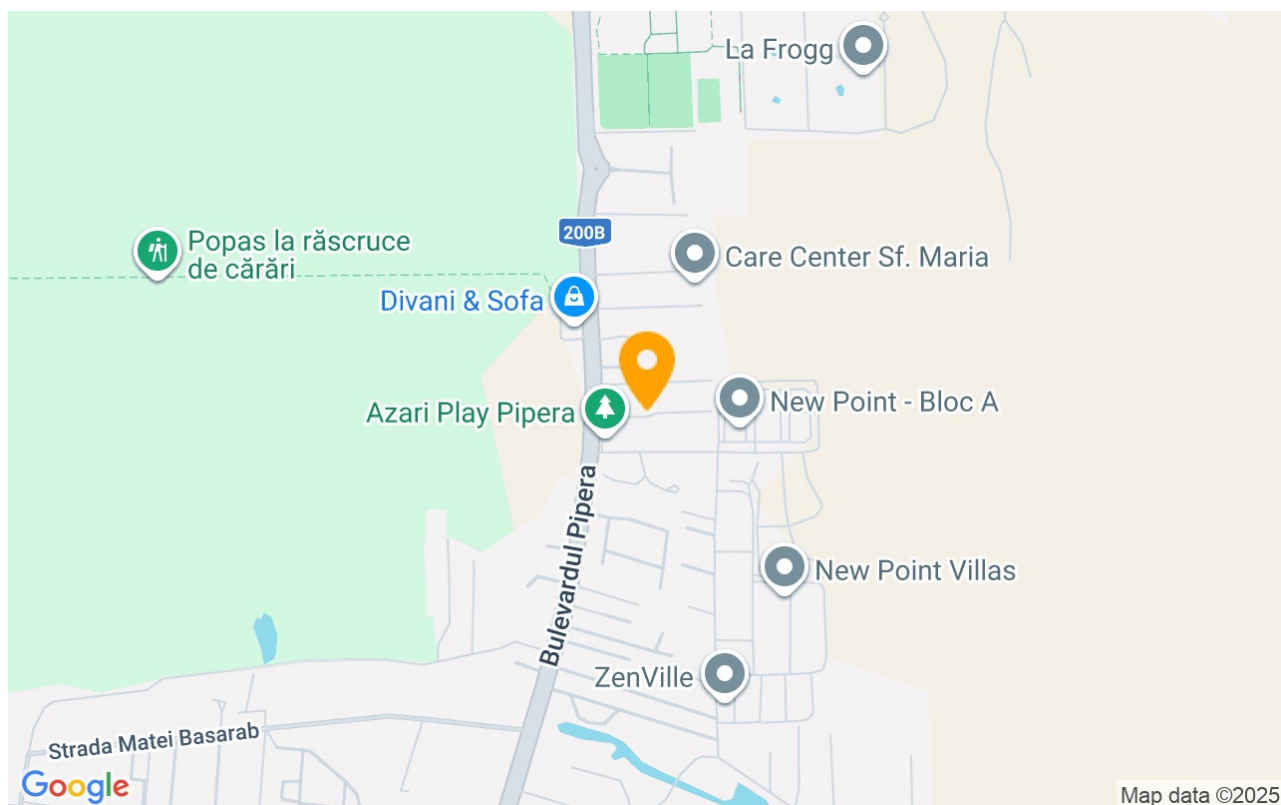 La Frogg
Popas la răscruce
de cărări
200B
Care Center Sf. Maria
Divani & Sofa
Azari Play Pipera
New Point - Bloc A
Bulevardul Pipera
New Point Villas
ZenVille
Strada Matei Basarab
Google
Map data ©2025